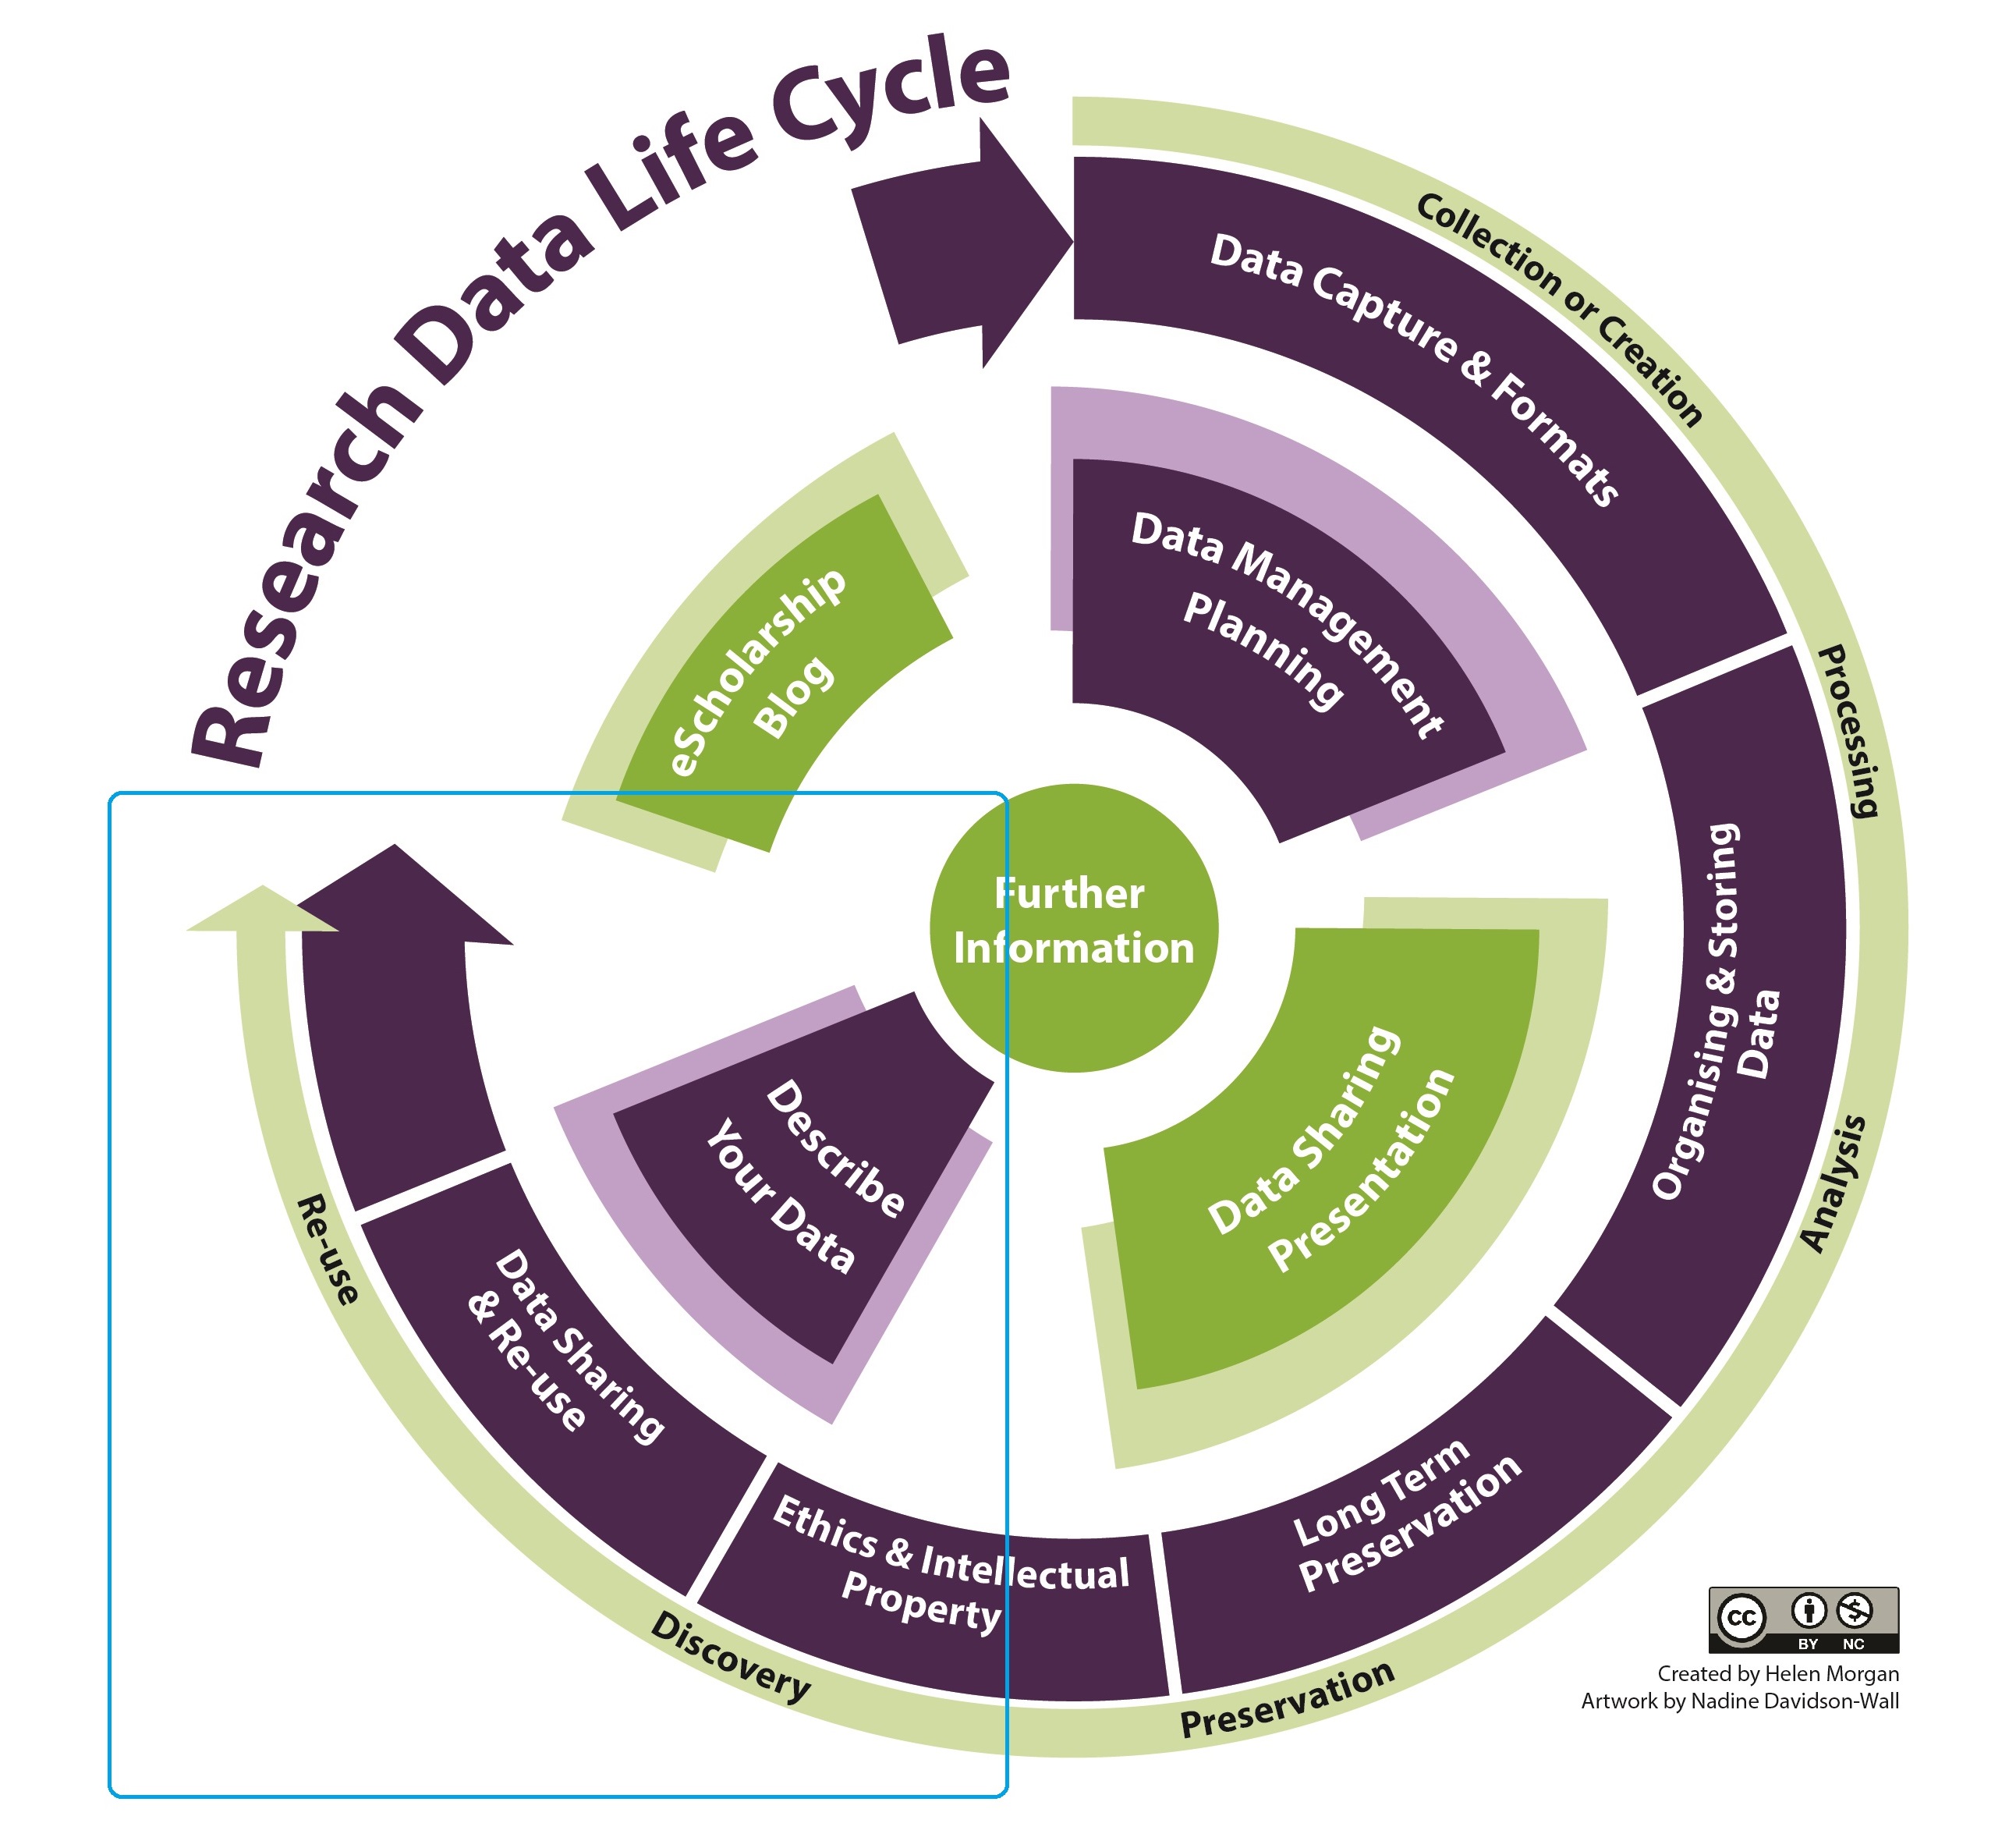 Research Data Life Cycle
Collection or Creation
Data Capture & Formats
Processing
Organising & Storing
Data
Analysis
Long Term
Preservation
Preservation
Ethics & Intellectual
Property
Discovery
Data Sharing
& Re-use
Re-use
Data Management
Planning
Data Sharing
Presentation
Describe
Your Data
eScholarship
Blog
Further
Information
CC BY NC
Created by Helen Morgan
Artwork by Nadine Davidson-Wall